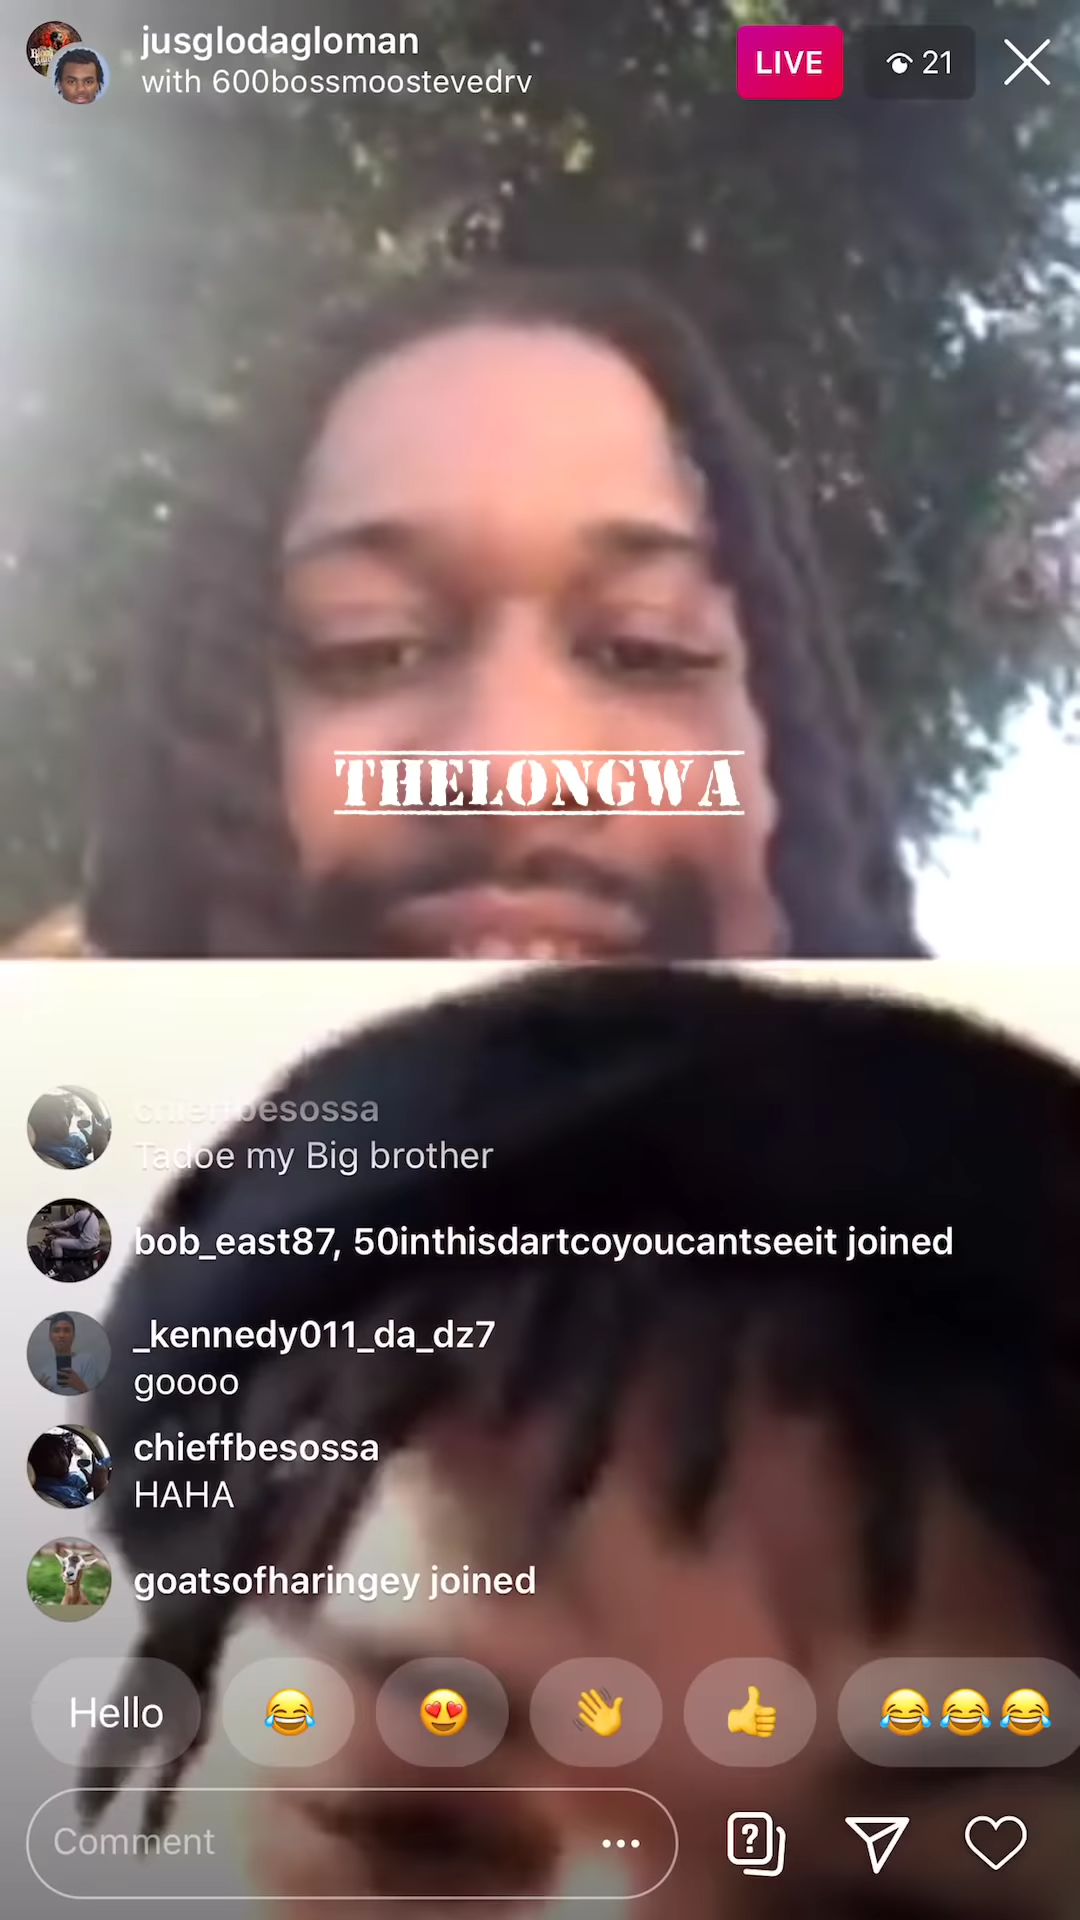 jusglodagloman
with 600bossmoostevedrv
LIVE
21
THELONGWA
chieffbesossa
Tadoe my Big brother
bob_east87, 50inthisdartcoyoucantseeit joined
_kennedy011_da_dz7
goooo
chieffbesossa
HAHA
goatsofharingey joined
Hello
Comment